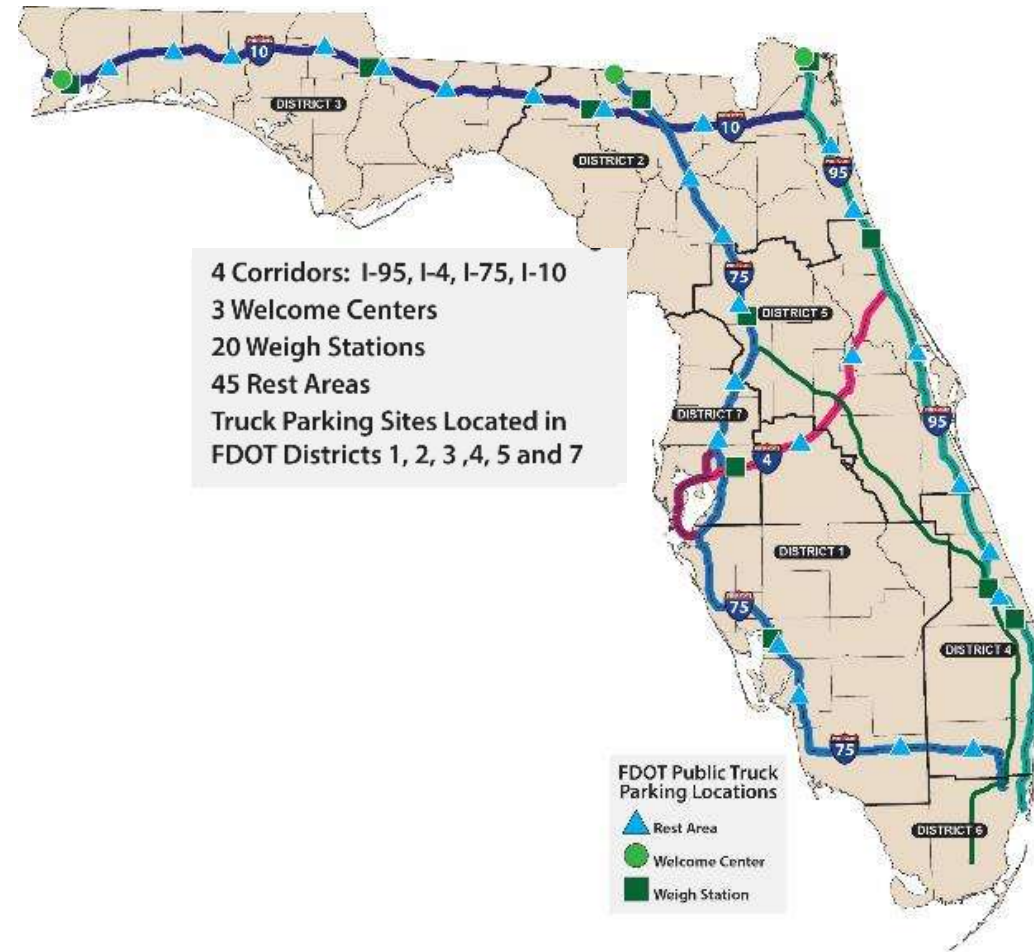 10
DISTRICT 3
10
DISTRICT 2
95
4 Corridors: I-95, I-4, I-75, I-10
3 Welcome Centers
20 Weigh Stations
45 Rest Areas
Truck Parking Sites Located in
FDOT Districts 1, 2, 3 ,4, 5 and 7
75
DISTRICT 5
DISTRICT 7
95
4
DISTRICT 1
75
DISTRICT 4
75
FDOT Public Truck
Parking Locations
Rest Area
Welcome Center
Weigh Station
DISTRICT 6